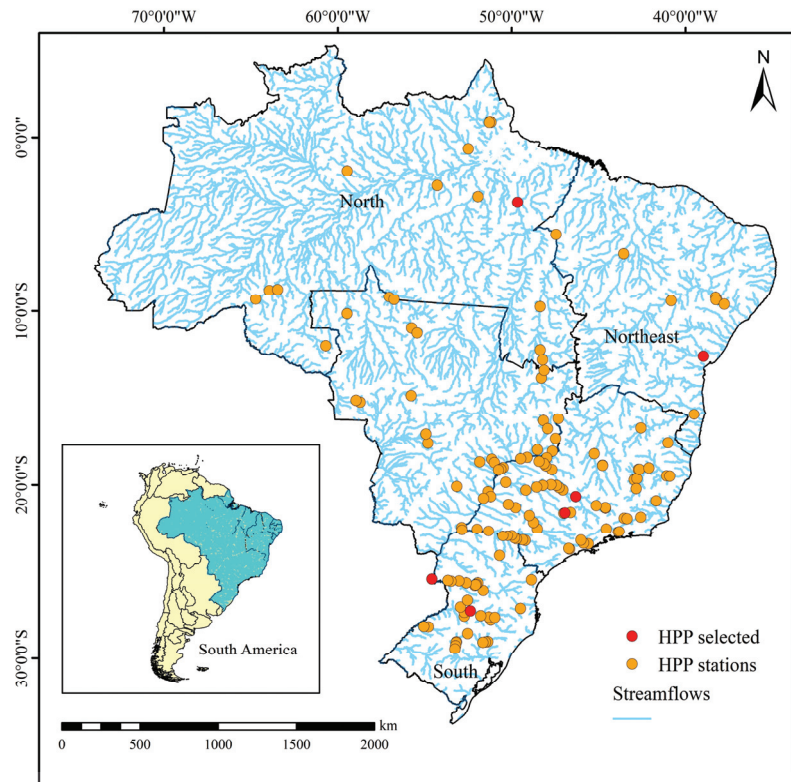 70°0'0"W 60°0'0"W 50°0'0"W 40°0'0"W
N
0°0'0"
North
10°0'0"S
Northeast
20°0'0"S
South America
30°0'0"S
South
HPP selected
HPP stations
Streamflows
km
0 500 1000 1500 2000